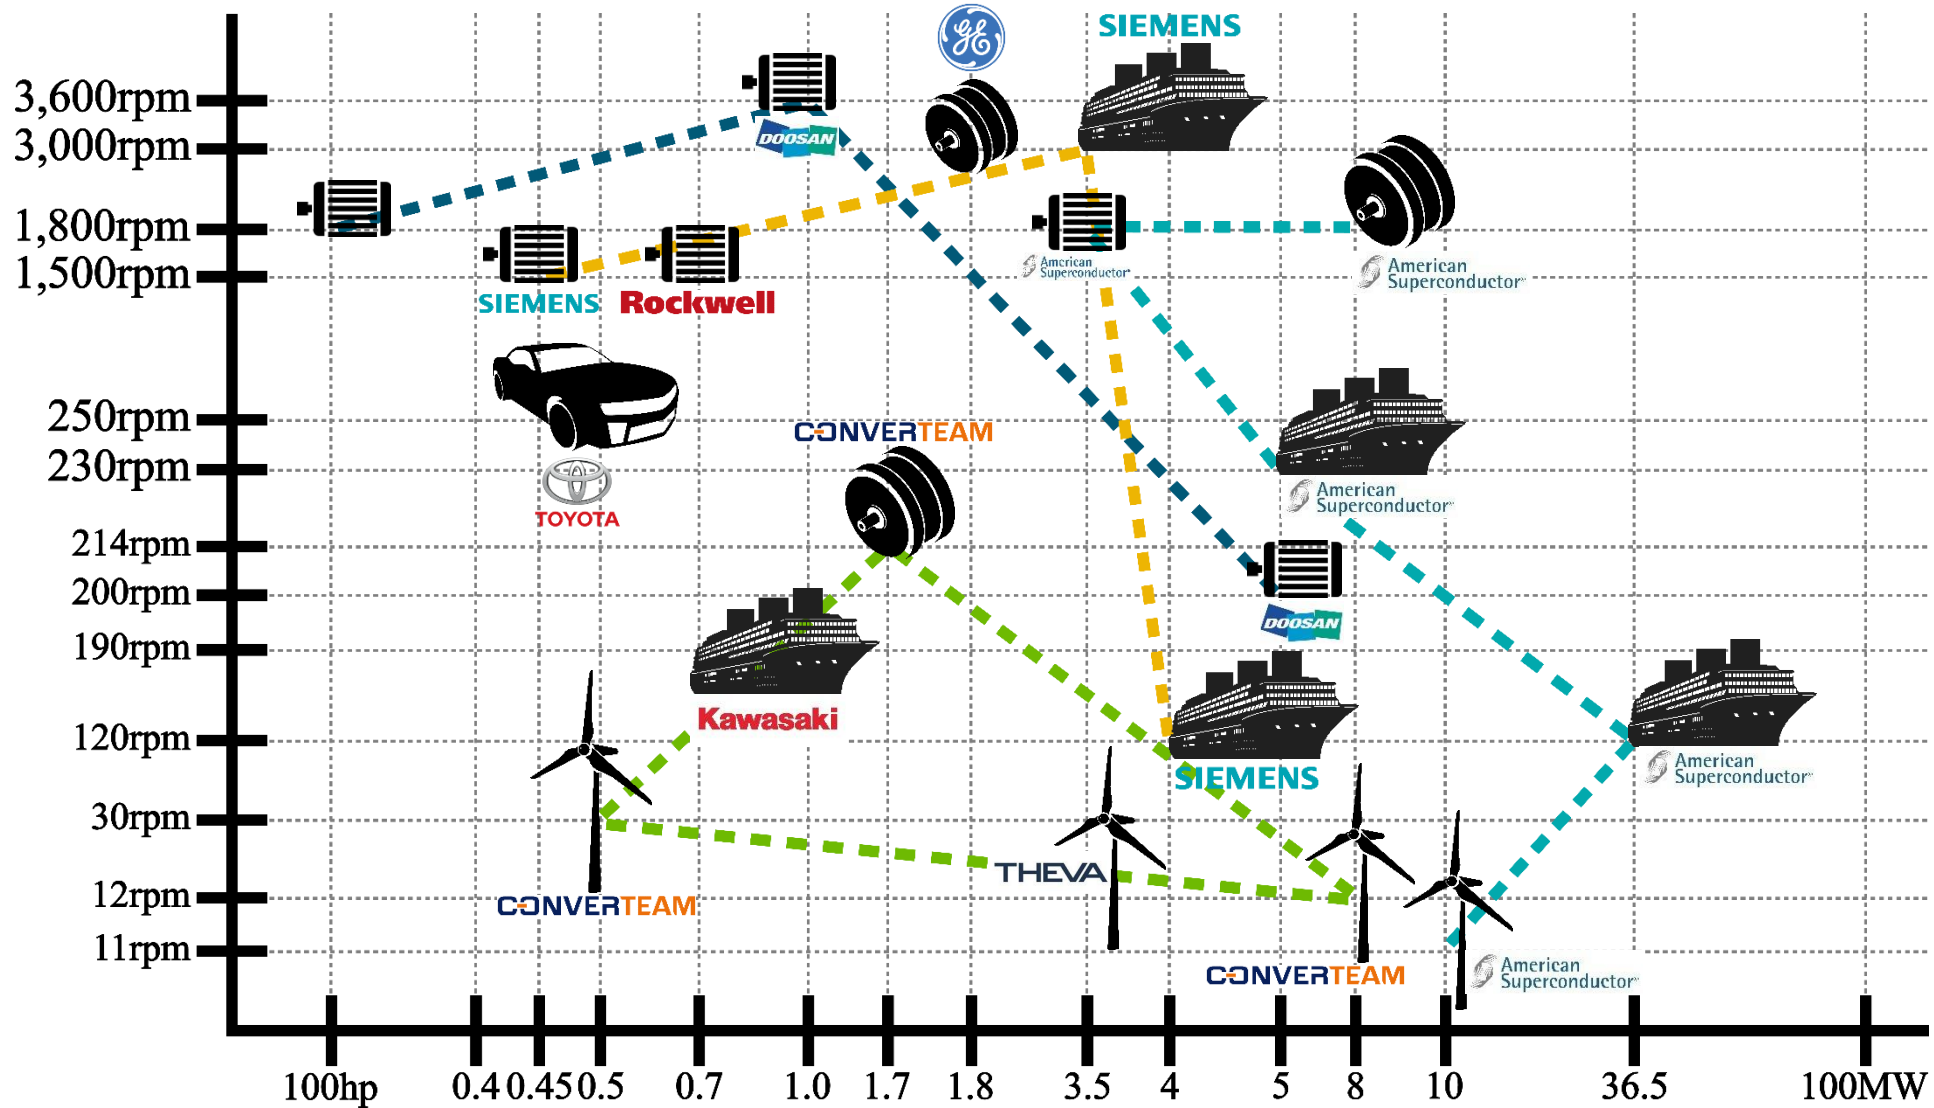 GE
SIEMENS
3,600rpm
DOOSAN
3,000rpm
1,800rpm
American
Superconductor
American
Superconductor
1,500rpm
SIEMENS
Rockwell
250rpm
CONVERTEAM
230rpm
American
Superconductor
TOYOTA
214rpm
200rpm
DOOSAN
190rpm
Kawasaki
120rpm
SIEMENS
American
Superconductor
30rpm
THEVA
12rpm
CONVERTEAM
11rpm
CONVERTEAM
American
Superconductor
100hp 0.4 0.45 0.5 0.7 1.0 1.7 1.8 3.5 4 5 8 10 36.5 100MW